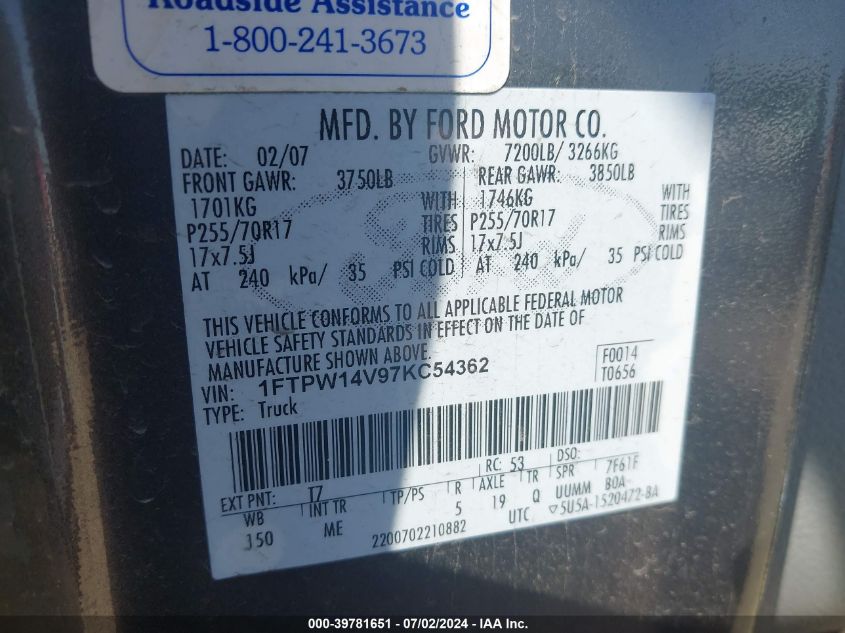 Roadside Assistance
1-800-241-3673
MFD. BY FORD MOTOR CO.
DATE: 02/07 GVWR: 7200LB/ 3266KG
FRONT GAWR: 3750LB REAR GAWR: 3850LB
1701KG WITH 1746KG WITH
P255/70R17 TIRES P255/70R17 TIRES
17x7.5J RIMS 17x7.5J RIMS
AT 240 kPa/ 35 PSI COLD AT 240 kPa/ 35 PSI COLD
THIS VEHICLE CONFORMS TO ALL APPLICABLE FEDERAL MOTOR
VEHICLE SAFETY STANDARDS IN EFFECT ON THE DATE OF
MANUFACTURE SHOWN ABOVE.
VIN: 1FTPW14V97KC54362 F0014
TYPE: Truck T0656
EXT PNT: T7 RC: 53 DSO:
WB INT TR TP/PS R AXLE TR SPR 7F61F
150 ME 5 19 Q UUMM BOA
2200702210882 UTC ▽5U5A-1520472-BA
000-39781651 - 07/02/2024 - IAA Inc.